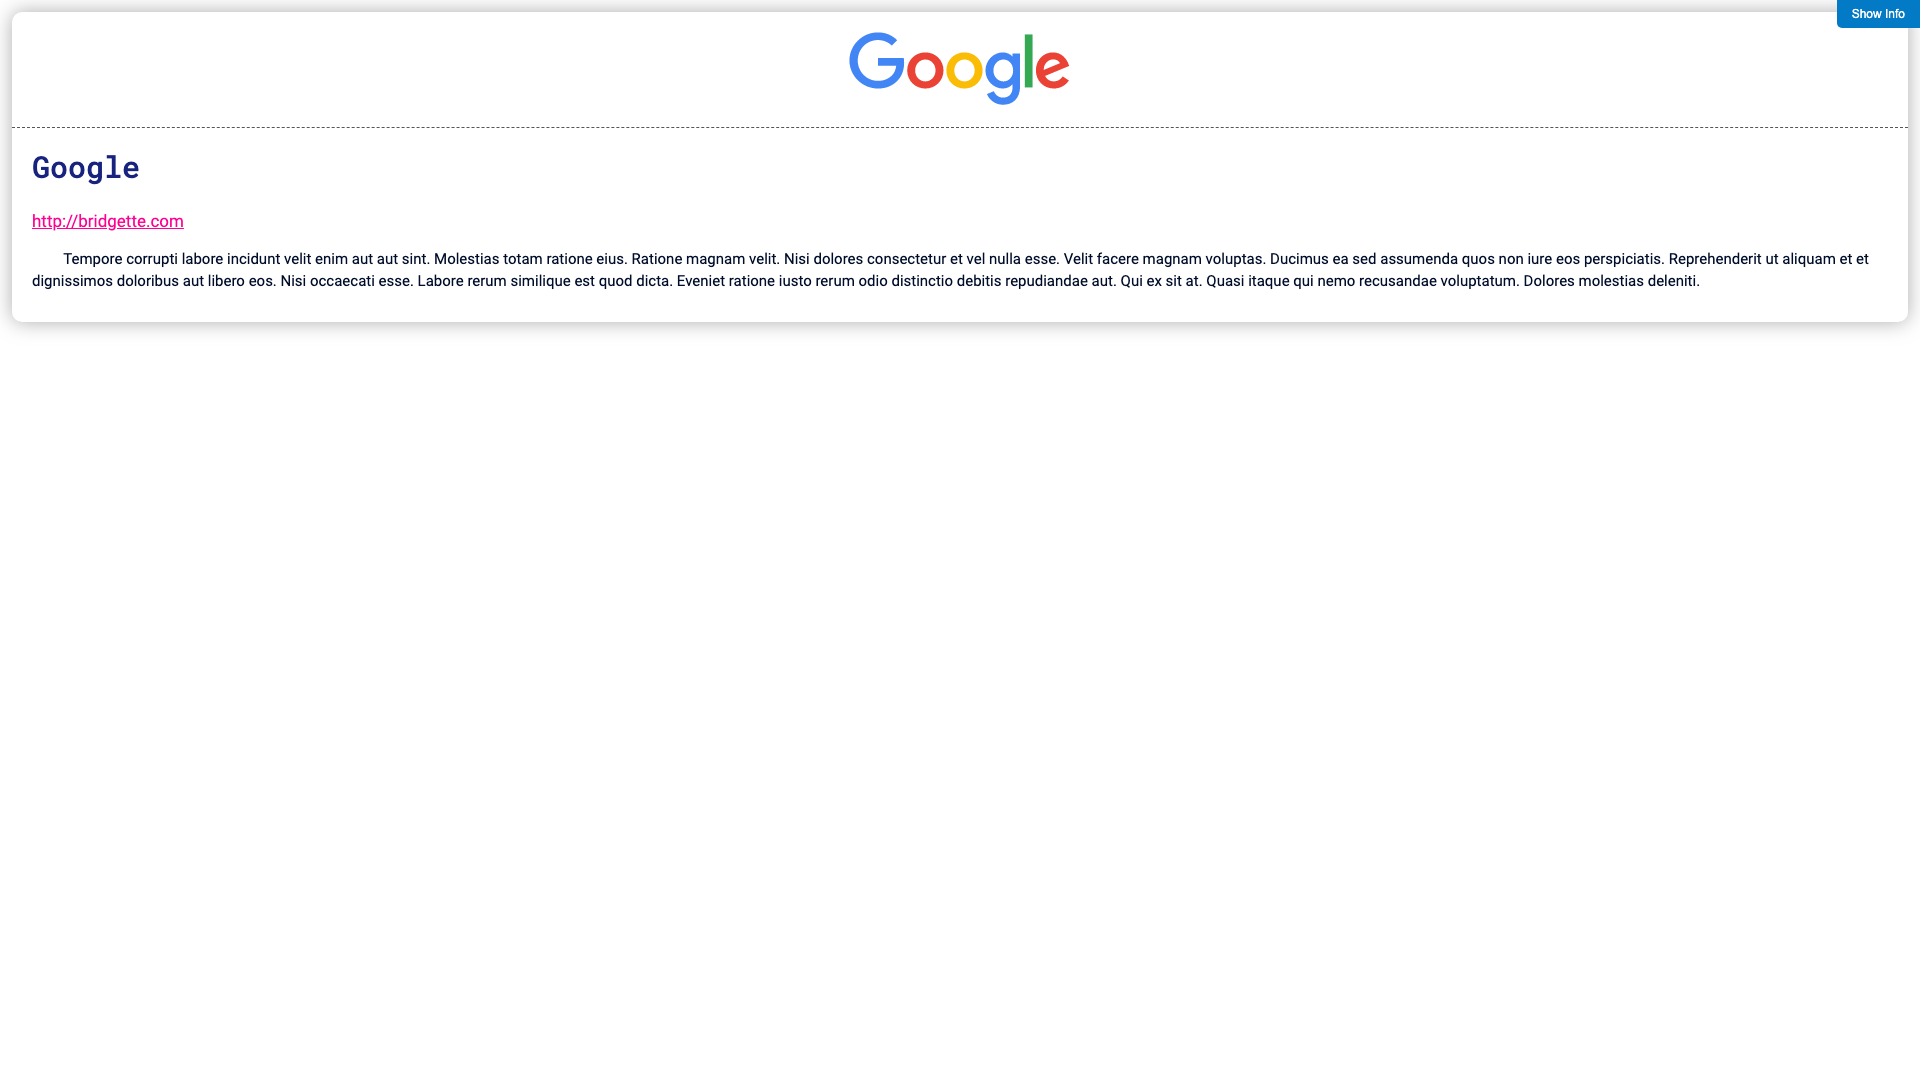 Show Info
Google
Google
http://bridgette.com
Tempore corrupti labore incidunt velit enim aut aut sint. Molestias totam ratione eius. Ratione magnam velit. Nisi dolores consectetur et vel nulla esse. Velit facere magnam voluptas. Ducimus ea sed assumenda quos non iure eos perspiciatis. Reprehenderit ut aliquam et et
dignissimos doloribus aut libero eos. Nisi occaecati esse. Labore rerum similique est quod dicta. Eveniet ratione iusto rerum odio distinctio debitis repudiandae aut. Qui ex sit at. Quasi itaque qui nemo recusandae voluptatum. Dolores molestias deleniti.